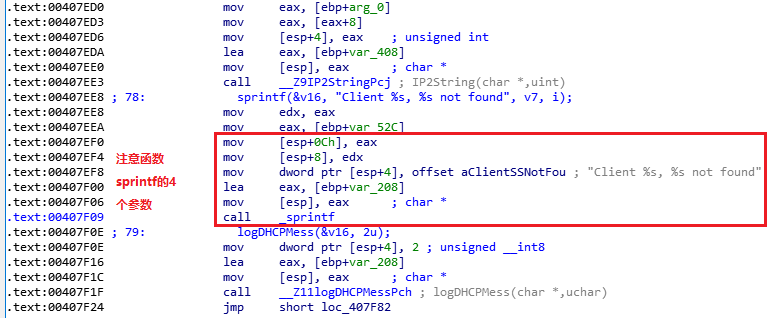 .text:00407ED0 mov eax, [ebp+arg_0]
.text:00407ED3 mov eax, [eax+8]
.text:00407ED6 mov [esp+4], eax ; unsigned int
.text:00407EDA lea eax, [ebp+var_408]
.text:00407EE0 mov [esp], eax ; char *
.text:00407EE3 call __Z9IP2StringPcj ; IP2String(char *,uint)
.text:00407EE8 ; 78: sprintf(&v16, "Client %s, %s not found", v7, i);
.text:00407EE8 mov edx, eax
.text:00407EEA mov eax, [ebp+var_52C]
.text:00407EF0 mov [esp+0Ch], eax
.text:00407EF4 注意函数 mov [esp+8], edx
.text:00407EF8 mov dword ptr [esp+4], offset aClientSSNotFou ; "Client %s, %s not found"
.text:00407F00 sprintf的4 lea eax, [ebp+var_208]
.text:00407F06 个参数 mov [esp], eax ; char *
.text:00407F09 call _sprintf
.text:00407F0E ; 79: logDHCPMess(&v16, 2u);
.text:00407F0E mov dword ptr [esp+4], 2 ; unsigned __int8
.text:00407F16 lea eax, [ebp+var_208]
.text:00407F1C mov [esp], eax ; char *
.text:00407F1F call __Z11logDHCPMessPch ; logDHCPMess(char *,uchar)
.text:00407F24 jmp short loc_407F82